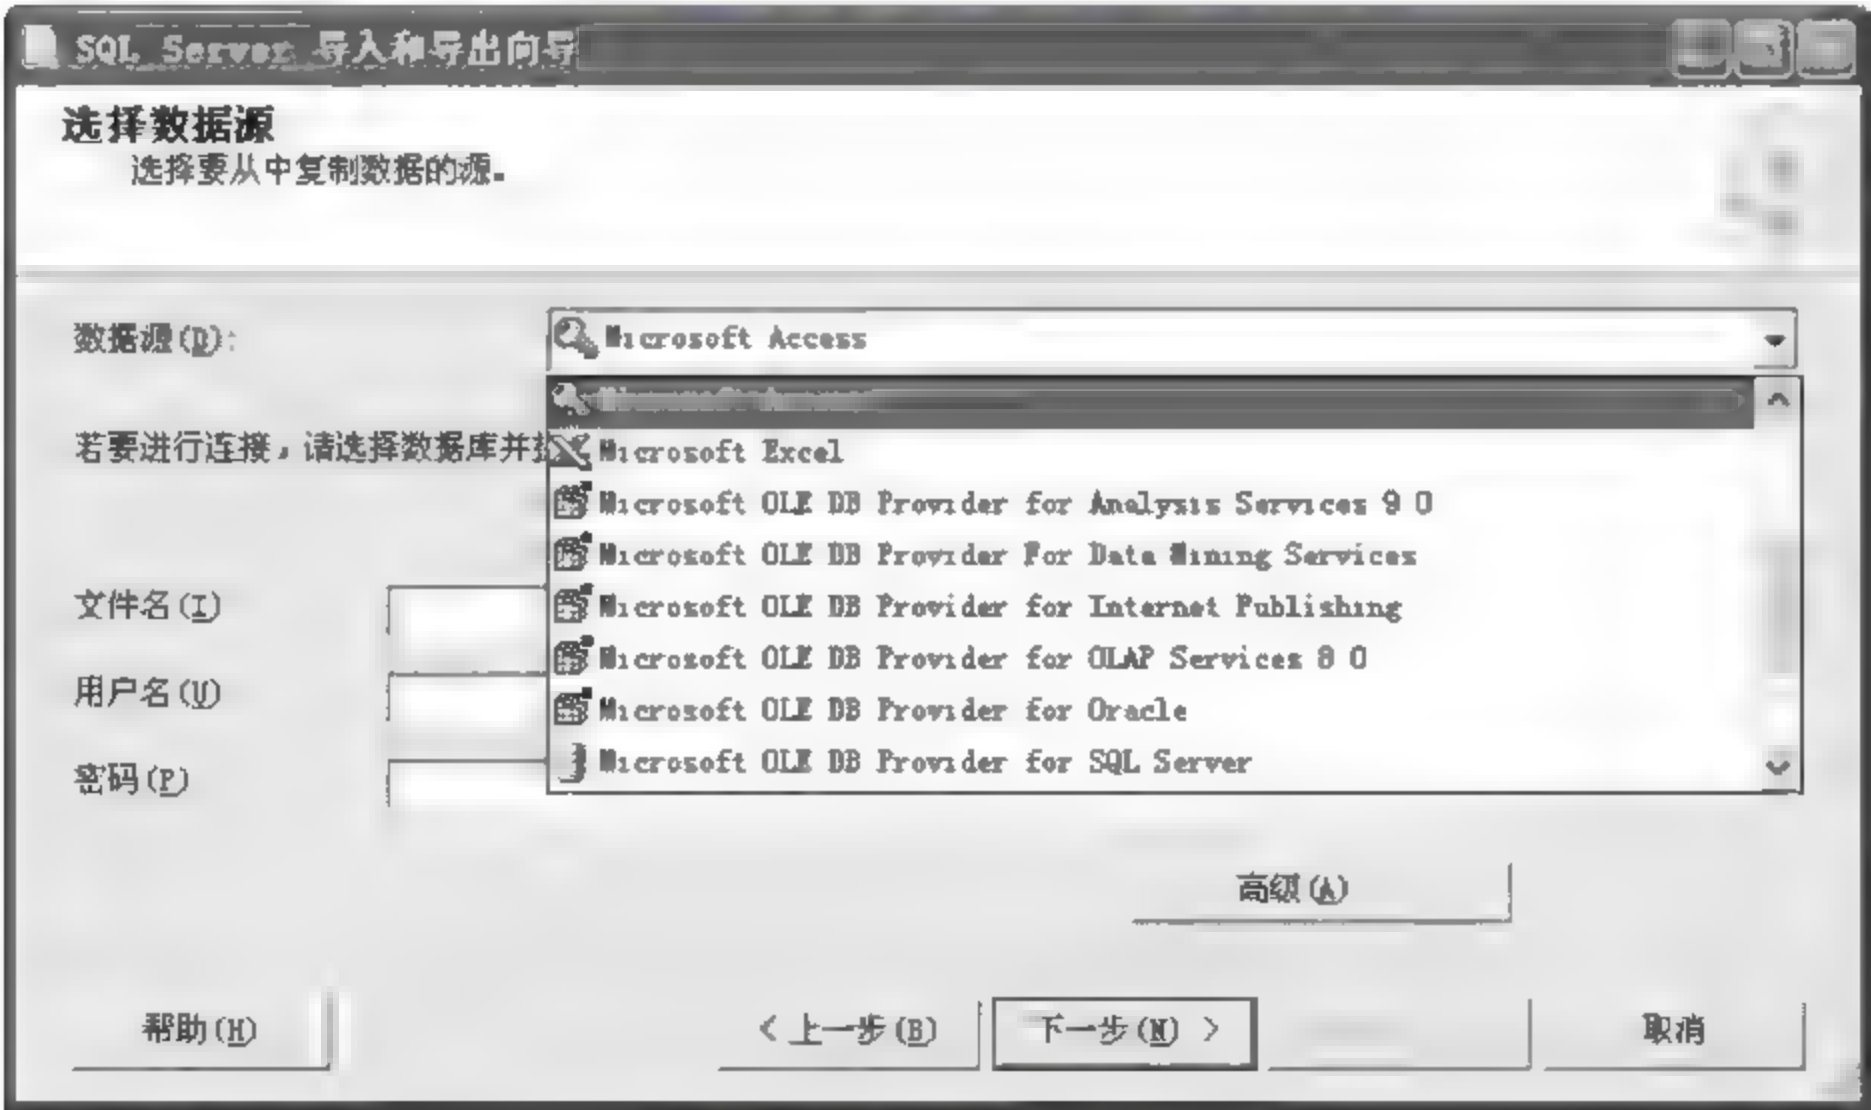 SQL Server 导入和导出向导
选择数据源
选择要从中复制数据的源。
数据源(D):
Microsoft Access
Microsoft Access
若要进行连接,请选择数据库并
Microsoft Excel
Microsoft OLE DB Provider for Analysis Services 9 0
Microsoft OLE DB Provider For Data Mining Services
文件名(I)
Microsoft OLE DB Provider for Internet Publishing
Microsoft OLE DB Provider for OLAP Services 8 0
用户名(U)
Microsoft OLE DB Provider for Oracle
密码(P)
Microsoft OLE DB Provider for SQL Server
高级(A)
帮助(H)
< 上一步(B)
下一步(N) >
取消